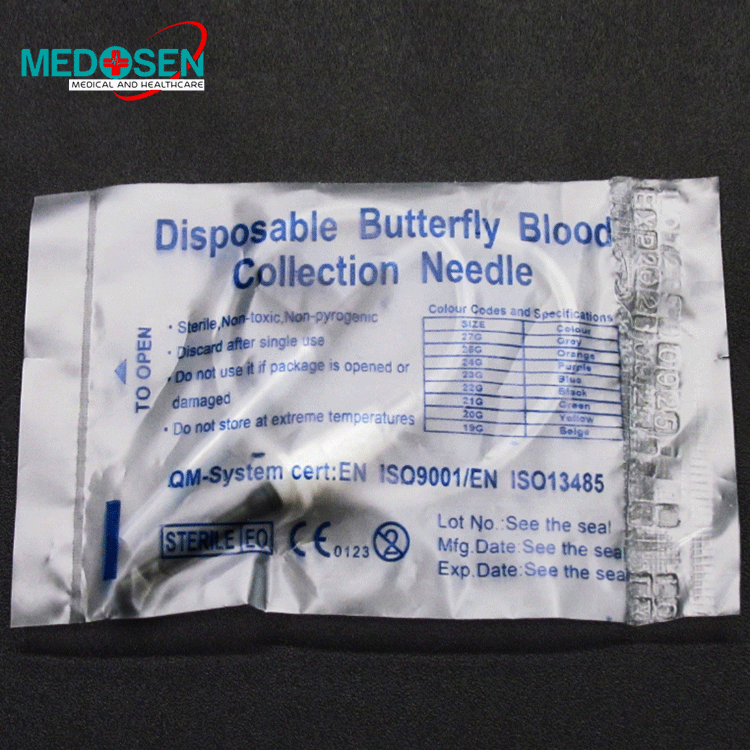 MEDOSEN
MEDICAL AND HEALTHCARE
Disposable Butterfly Blood
Collection Needle
TO OPEN
· Sterile,Non-toxic,Non-pyrogenic
· Discard after single use
· Do not use it if package is opened or
damaged
· Do not store at extreme temperatures
Colour Codes and Specifications
SIZE Colour
27G Grey
25G Orange
24G Purple
23G Blue
22G Black
21G Green
20G Yellow
19G Beige
QM-System cert:EN ISO9001/EN ISO13485
STERILE EO
CE 0123
2
Lot No.:See the seal
Mfg.Date:See the seal
Exp.Date:See the seal